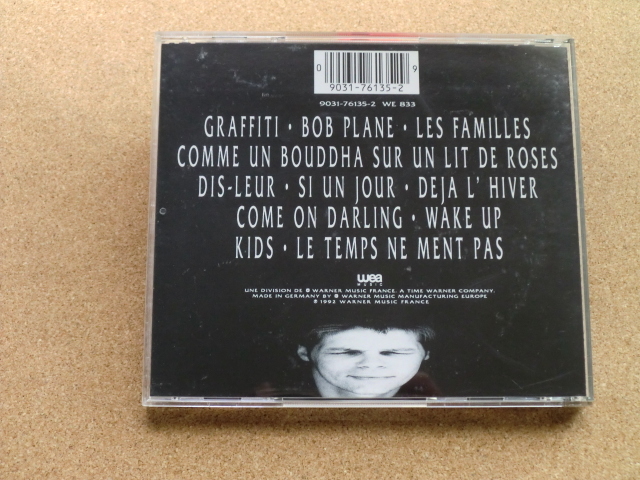 0 9
9031-76135-2
9031-76135-2 WE 833
GRAFFITI • BOB PLANE • LES FAMILLES
COMME UN BOUDDHA SUR UN LIT DE ROSES
DIS-LEUR • SI UN JOUR • DEJA L' HIVER
COME ON DARLING • WAKE UP
KIDS • LE TEMPS NE MENT PAS
wea
MUSIC
UNE DIVISION DE WARNER MUSIC FRANCE. A TIME WARNER COMPANY.
MADE IN GERMANY BY WARNER MUSIC MANUFACTURING EUROPE
℗ 1992 WARNER MUSIC FRANCE